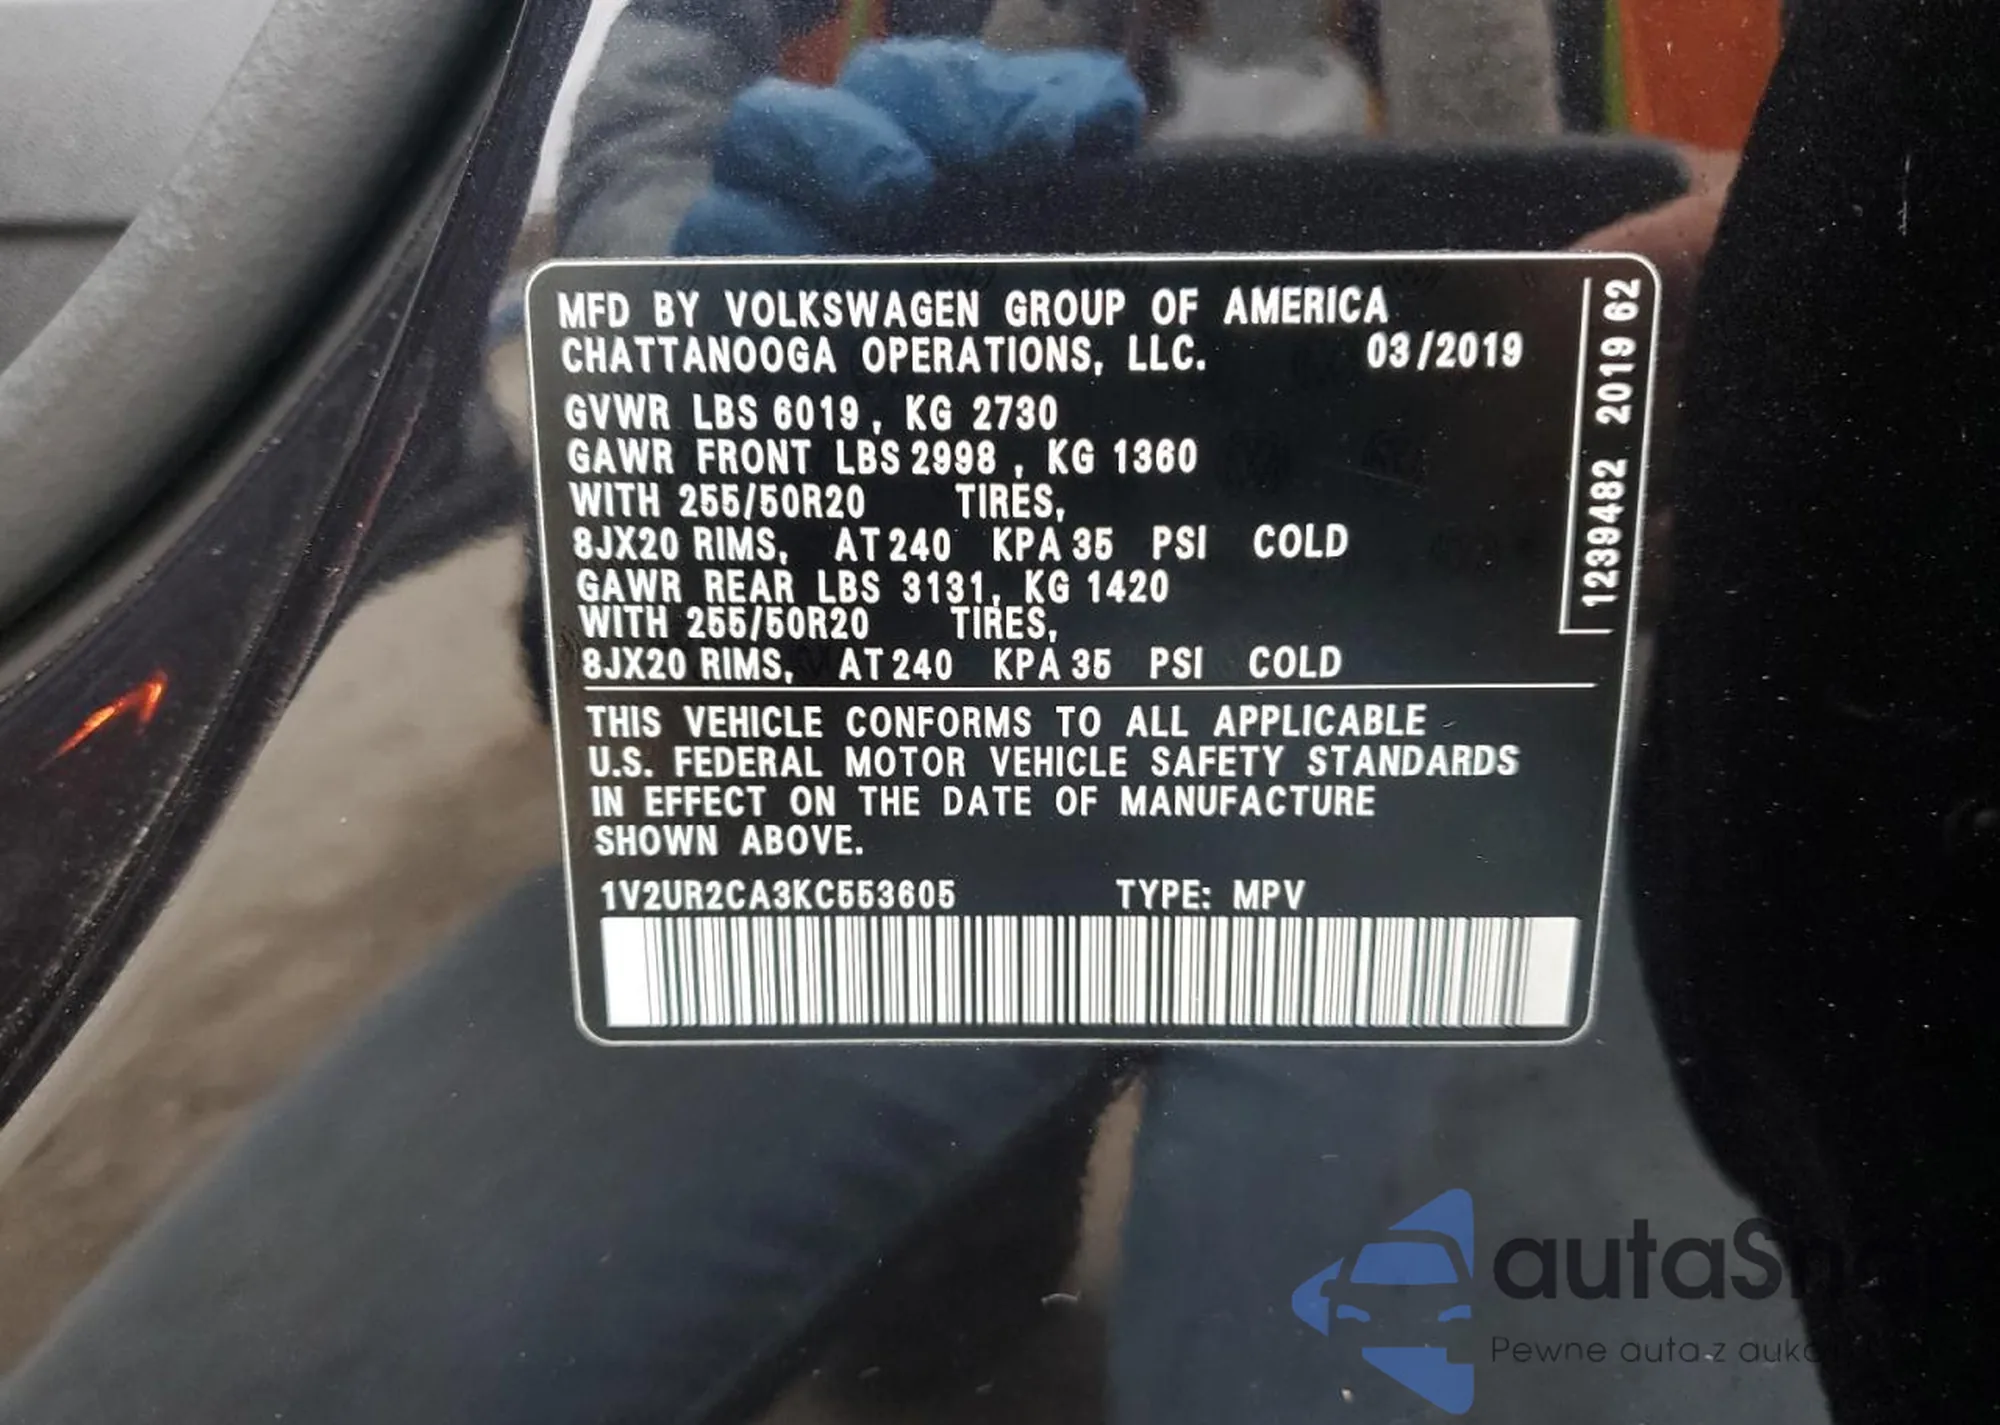 MFD BY VOLKSWAGEN GROUP OF AMERICA
CHATTANOOGA OPERATIONS, LLC. 03/2019
GVWR LBS 6019, KG 2730
GAWR FRONT LBS 2998, KG 1360
WITH 255/50R20 TIRES,
8JX20 RIMS, AT 240 KPA 35 PSI COLD
GAWR REAR LBS 3131, KG 1420
WITH 255/50R20 TIRES,
8JX20 RIMS, AT 240 KPA 35 PSI COLD
THIS VEHICLE CONFORMS TO ALL APPLICABLE
U.S. FEDERAL MOTOR VEHICLE SAFETY STANDARDS
IN EFFECT ON THE DATE OF MANUFACTURE
SHOWN ABOVE.
1V2UR2CA3KC553605 TYPE: MPV
1239482 2019 62
Pewne auta z